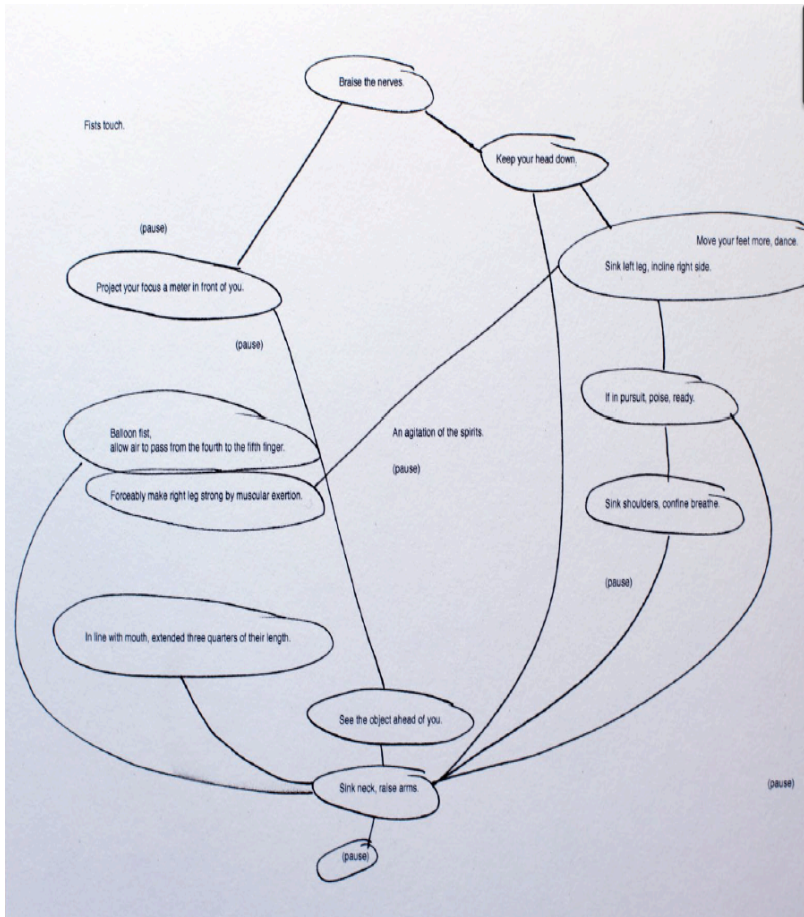 Braise the nerves.
Fists touch.
Keep your head down,
(pause)
Move your feet more, dance.
Sink left leg, incline right side.
Project your focus a meter in front of you.
(pause)
If in pursuit, poise, ready.
Balloon fist,
allow air to pass from the fourth to the fifth finger.
An agitation of the spirits.
(pause)
Forceably make right leg strong by muscular exertion.
Sink shoulders, confine breathe.
(pause)
In line with mouth, extended three quarters of their length.
See the object ahead of you.
Sink neck, raise arms.
(pause)
(pause)